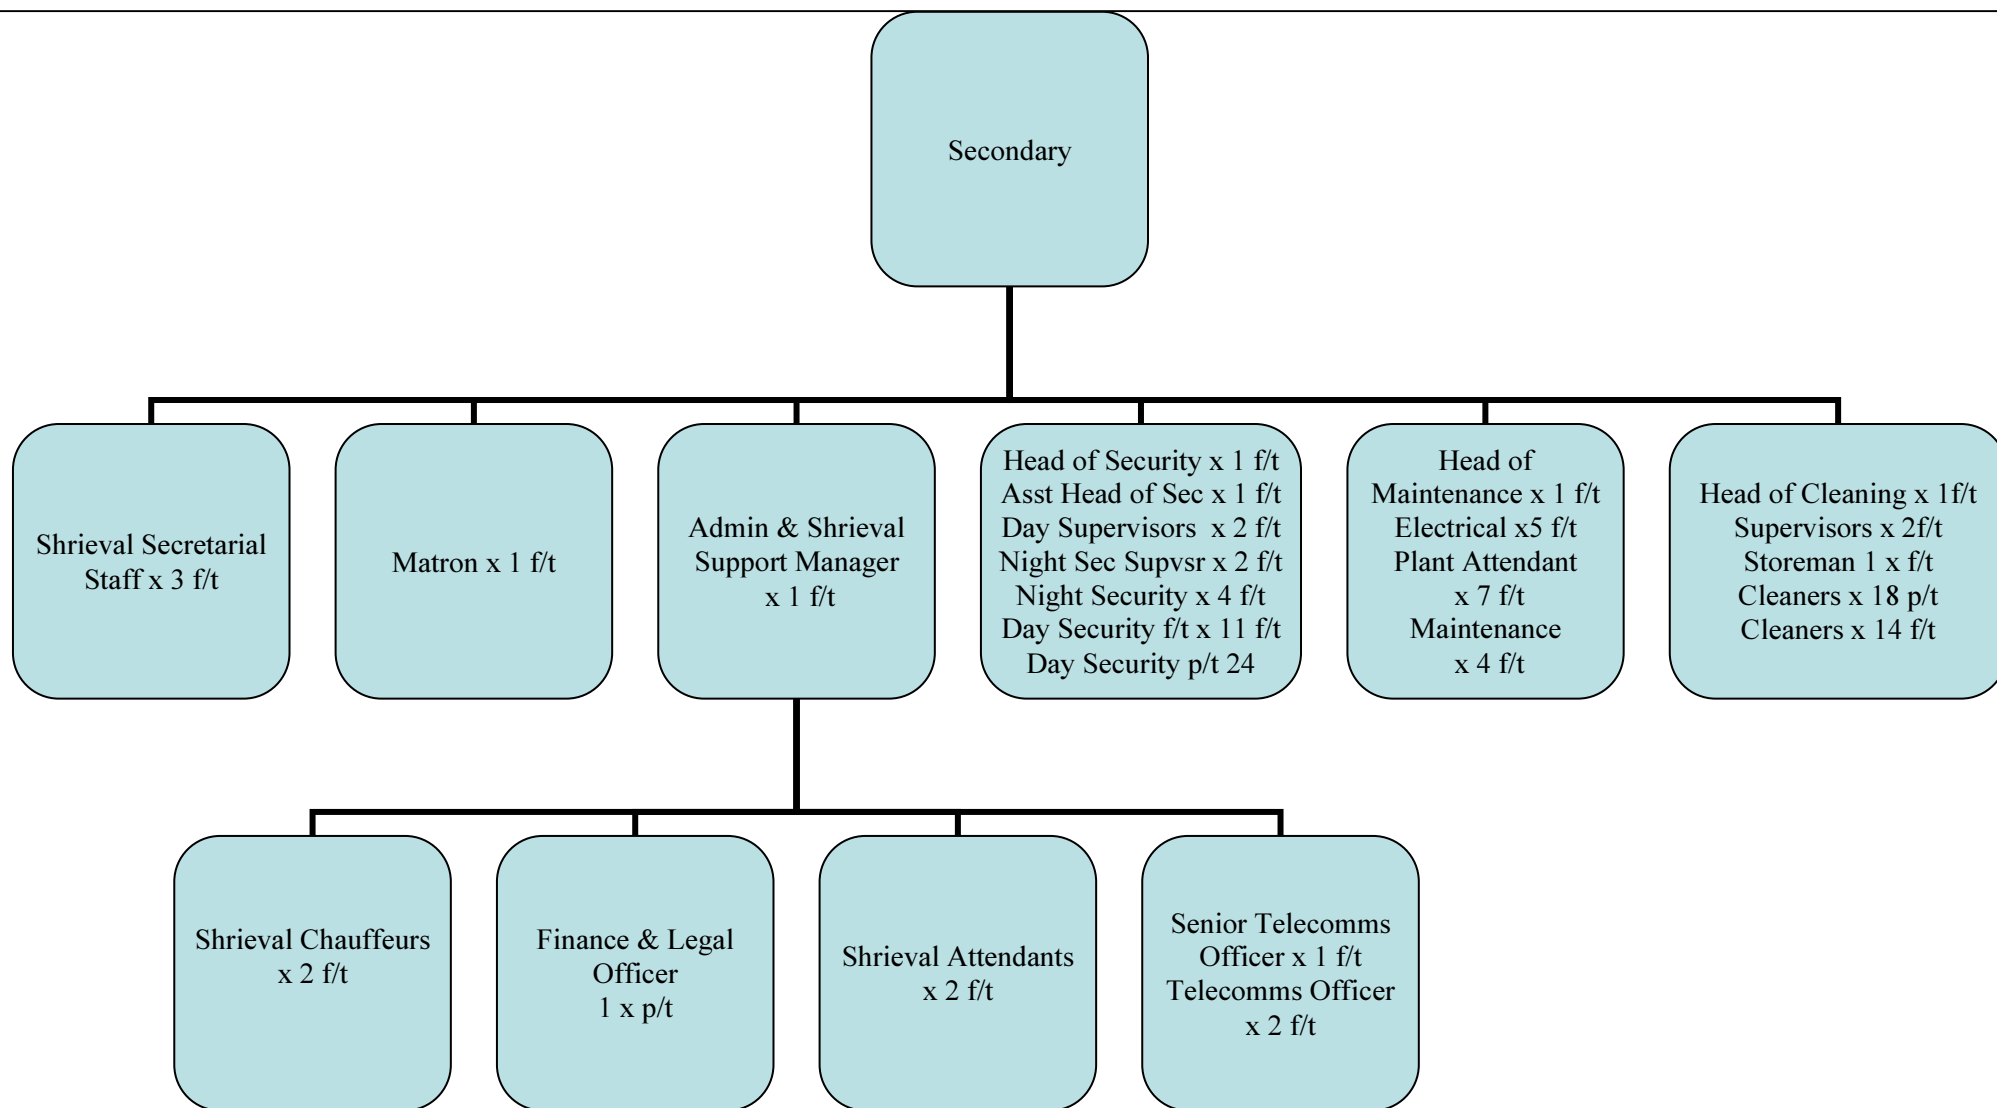 Secondary
Shrieval Secretarial
Staff x 3 f/t
Matron x 1 f/t
Admin & Shrieval
Support Manager
x 1 f/t
Head of Security x 1 f/t
Asst Head of Sec x 1 f/t
Day Supervisors  x 2 f/t
Night Sec Supvsr x 2 f/t
Night Security x 4 f/t
Day Security f/t x 11 f/t
Day Security p/t 24
Head of
Maintenance x 1 f/t
Electrical x5 f/t
Plant Attendant
x 7 f/t
Maintenance
x 4 f/t
Head of Cleaning x 1f/t
Supervisors x 2f/t
Storeman 1 x f/t
Cleaners x 18 p/t
Cleaners x 14 f/t
Shrieval Chauffeurs
x 2 f/t
Finance & Legal
Officer
1 x p/t
Shrieval Attendants
x 2 f/t
Senior Telecomms
Officer x 1 f/t
Telecomms Officer
x 2 f/t